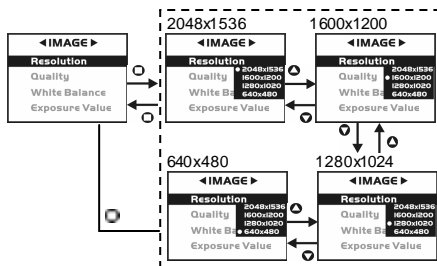 2048x1536
1600x1200
◄IMAGE►
Resolution
Quality
White Balance
Exposure Value
◄IMAGE►
Resolution
Quality
White Ba
Exposure Value
2048x1536
1600x1200
1280x1020
640x480
◄IMAGE►
Resolution
Quality
White Ba
Exposure Value
2048x1536
1600x1200
1280x1020
640x480
640x480
1280x1024
◄IMAGE►
Resolution
Quality
White Ba
Exposure Value
2048x1536
1600x1200
1280x1020
640x480
◄IMAGE►
Resolution
Quality
White Ba
Exposure Value
2048x1536
1600x1200
1280x1020
640x480